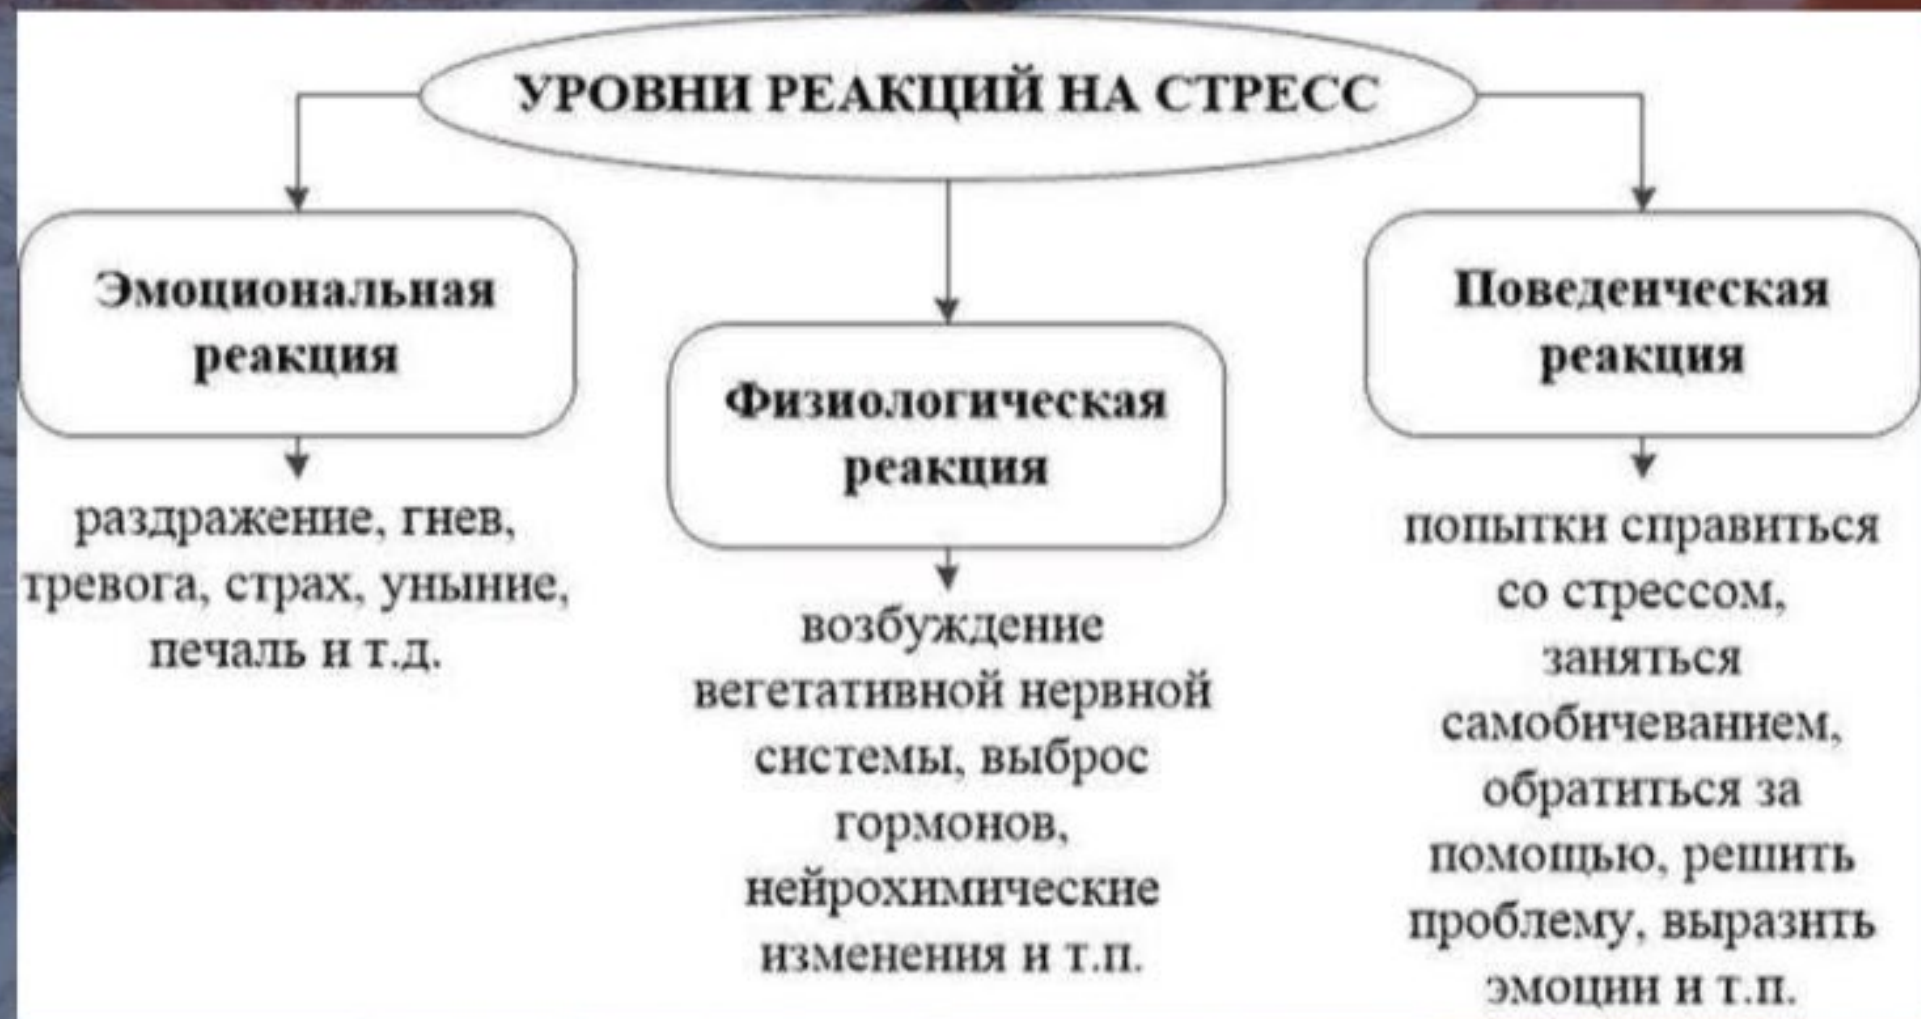 УРОВНИ РЕАКЦИЙ НА СТРЕСС
Эмоциональная
реакция
раздражение, гнев,
тревога, страх, уныние,
печаль и т.д.
Физиологическая
реакция
возбуждение
вегетативной нервной
системы, выброс
гормонов,
нейрохимические
изменения и т.п.
Поведенческая
реакция
попытки справиться
со стрессом,
заняться
самобичеванием,
обратиться за
помощью, решить
проблему, выразить
эмоции и т.п.